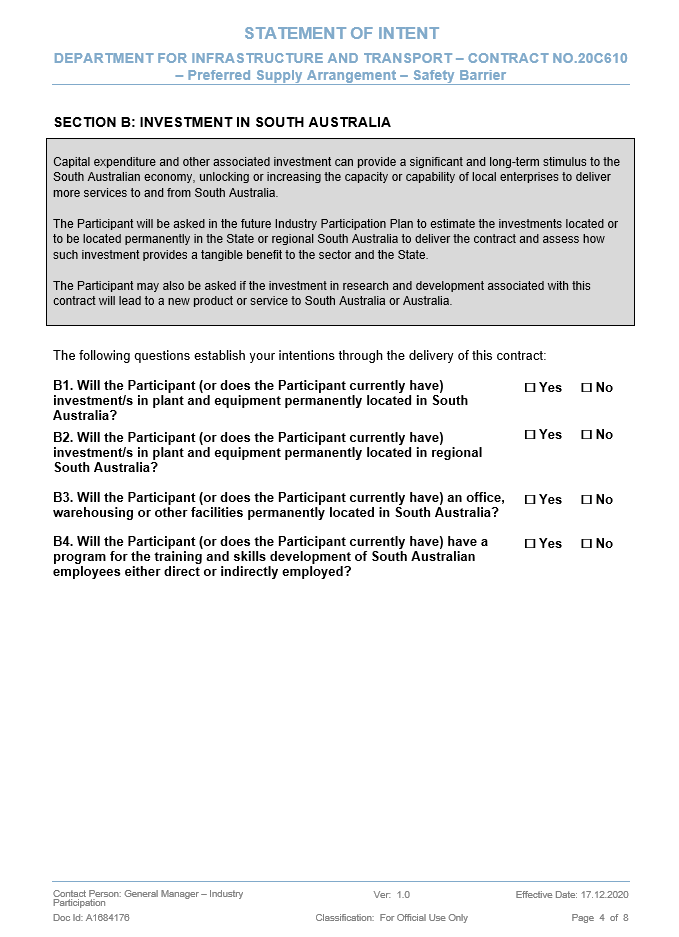 STATEMENT OF INTENT
DEPARTMENT FOR INFRASTRUCTURE AND TRANSPORT – CONTRACT NO.20C610
– Preferred Supply Arrangement – Safety Barrier
SECTION B: INVESTMENT IN SOUTH AUSTRALIA
Capital expenditure and other associated investment can provide a significant and long-term stimulus to the
South Australian economy, unlocking or increasing the capacity or capability of local enterprises to deliver
more services to and from South Australia.
The Participant will be asked in the future Industry Participation Plan to estimate the investments located or
to be located permanently in the State or regional South Australia to deliver the contract and assess how
such investment provides a tangible benefit to the sector and the State.
The Participant may also be asked if the investment in research and development associated with this
contract will lead to a new product or service to South Australia or Australia.
The following questions establish your intentions through the delivery of this contract:
B1. Will the Participant (or does the Participant currently have) ☐ Yes ☐ No
investment/s in plant and equipment permanently located in South
Australia?
B2. Will the Participant (or does the Participant currently have) ☐ Yes ☐ No
investment/s in plant and equipment permanently located in regional
South Australia?
B3. Will the Participant (or does the Participant currently have) an office, ☐ Yes ☐ No
warehousing or other facilities permanently located in South Australia?
B4. Will the Participant (or does the Participant currently have) have a ☐ Yes ☐ No
program for the training and skills development of South Australian
employees either direct or indirectly employed?
Contact Person: General Manager – Industry Ver: 1.0 Effective Date: 17.12.2020
Participation
Doc Id: A1684176 Classification: For Official Use Only Page 4 of 8